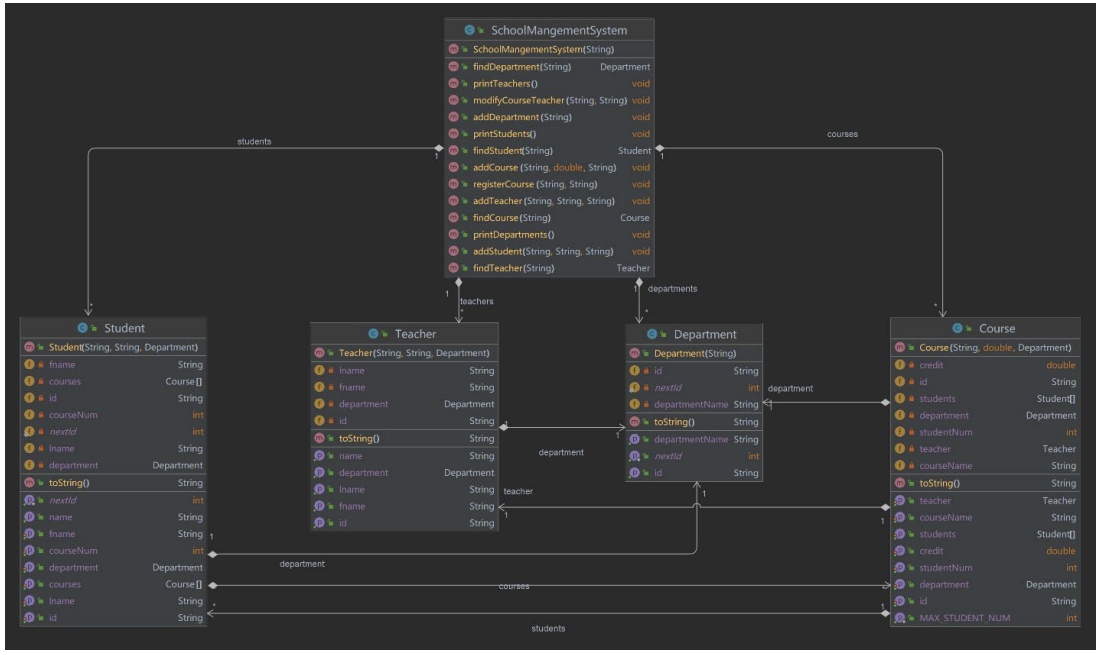 SchoolMangementSystem
SchoolMangementSystem(String)
findDepartment(String) Department
printTeachers() void
modifyCourseTeacher(String, String) void
addDepartment(String) void
printStudents() void
findStudent(String) Student
addCourse(String, double, String) void
registerCourse(String, String) void
addTeacher(String, String, String) void
findCourse(String) Course
printDepartments() void
addStudent(String, String, String) void
findTeacher(String) Teacher
students
1
courses
1
1
teachers
*
1
departments
*
*
*
Student
Student(String, String, Department)
fname String
courses Course[]
id String
courseNum int
nextId int
lname String
department Department
toString() String
nextId int
name String
fname String
courseNum int
department Department
courses Course[]
lname String
id String
Teacher
Teacher(String, String, Department)
lname String
fname String
department Department
id String
toString() String
name String
department Department
lname String
fname String
id String
Department
Department(String)
id String
nextId int
departmentName String
toString() String
departmentName String
nextId int
id String
Course
Course(String, double, Department)
credit double
id String
students Student[]
department Department
studentNum int
teacher Teacher
courseName String
toString() String
teacher Teacher
courseName String
students Student[]
credit double
studentNum int
department Department
id String
MAX_STUDENT_NUM int
department
1
1
department
1
teacher
1
1
1
department
1
courses
*
students
1